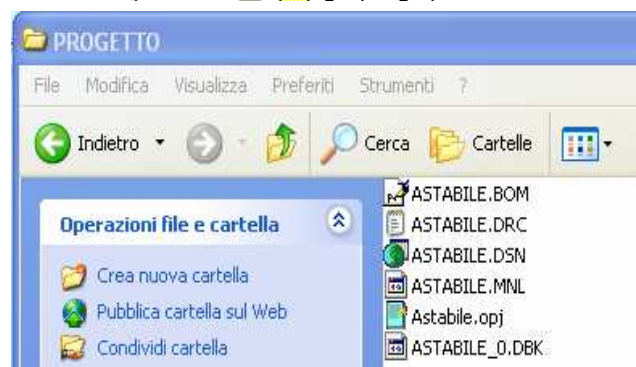 PROGETTO
File Modifica Visualizza Preferiti Strumenti ?
Indietro Cerca Cartelle
Operazioni file e cartella
Crea nuova cartella
Pubblica cartella sul Web
Condividi cartella
ASTABILE.BOM
ASTABILE.DRC
ASTABILE.DSN
ASTABILE.MNL
Astabile.opj
ASTABILE_0.DBK